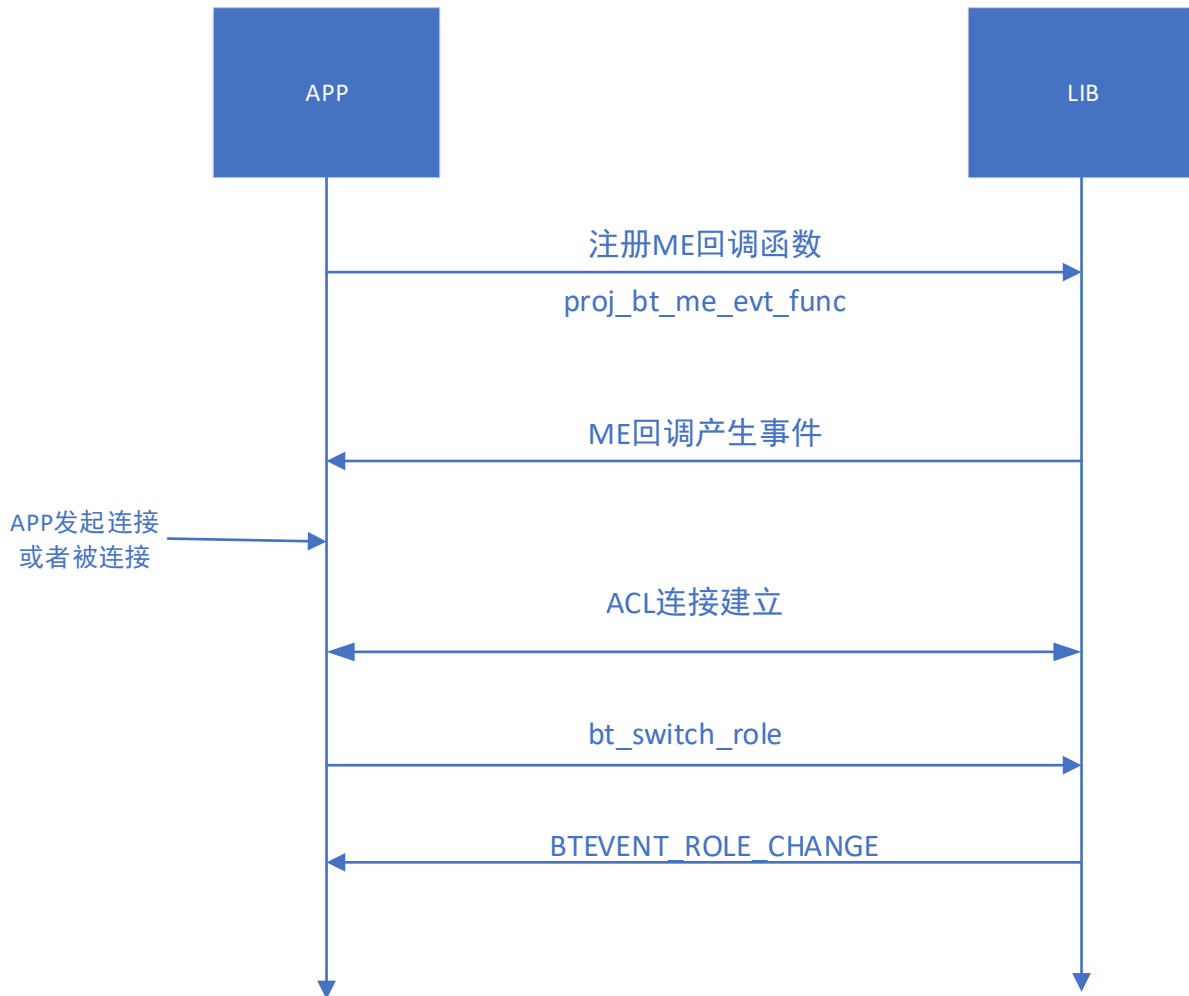 APP
LIB
注册ME回调函数
proj_bt_me_evt_func
ME回调产生事件
APP发起连接
或者被连接
ACL连接建立
bt_switch_role
BTEVENT_ROLE_CHANGE